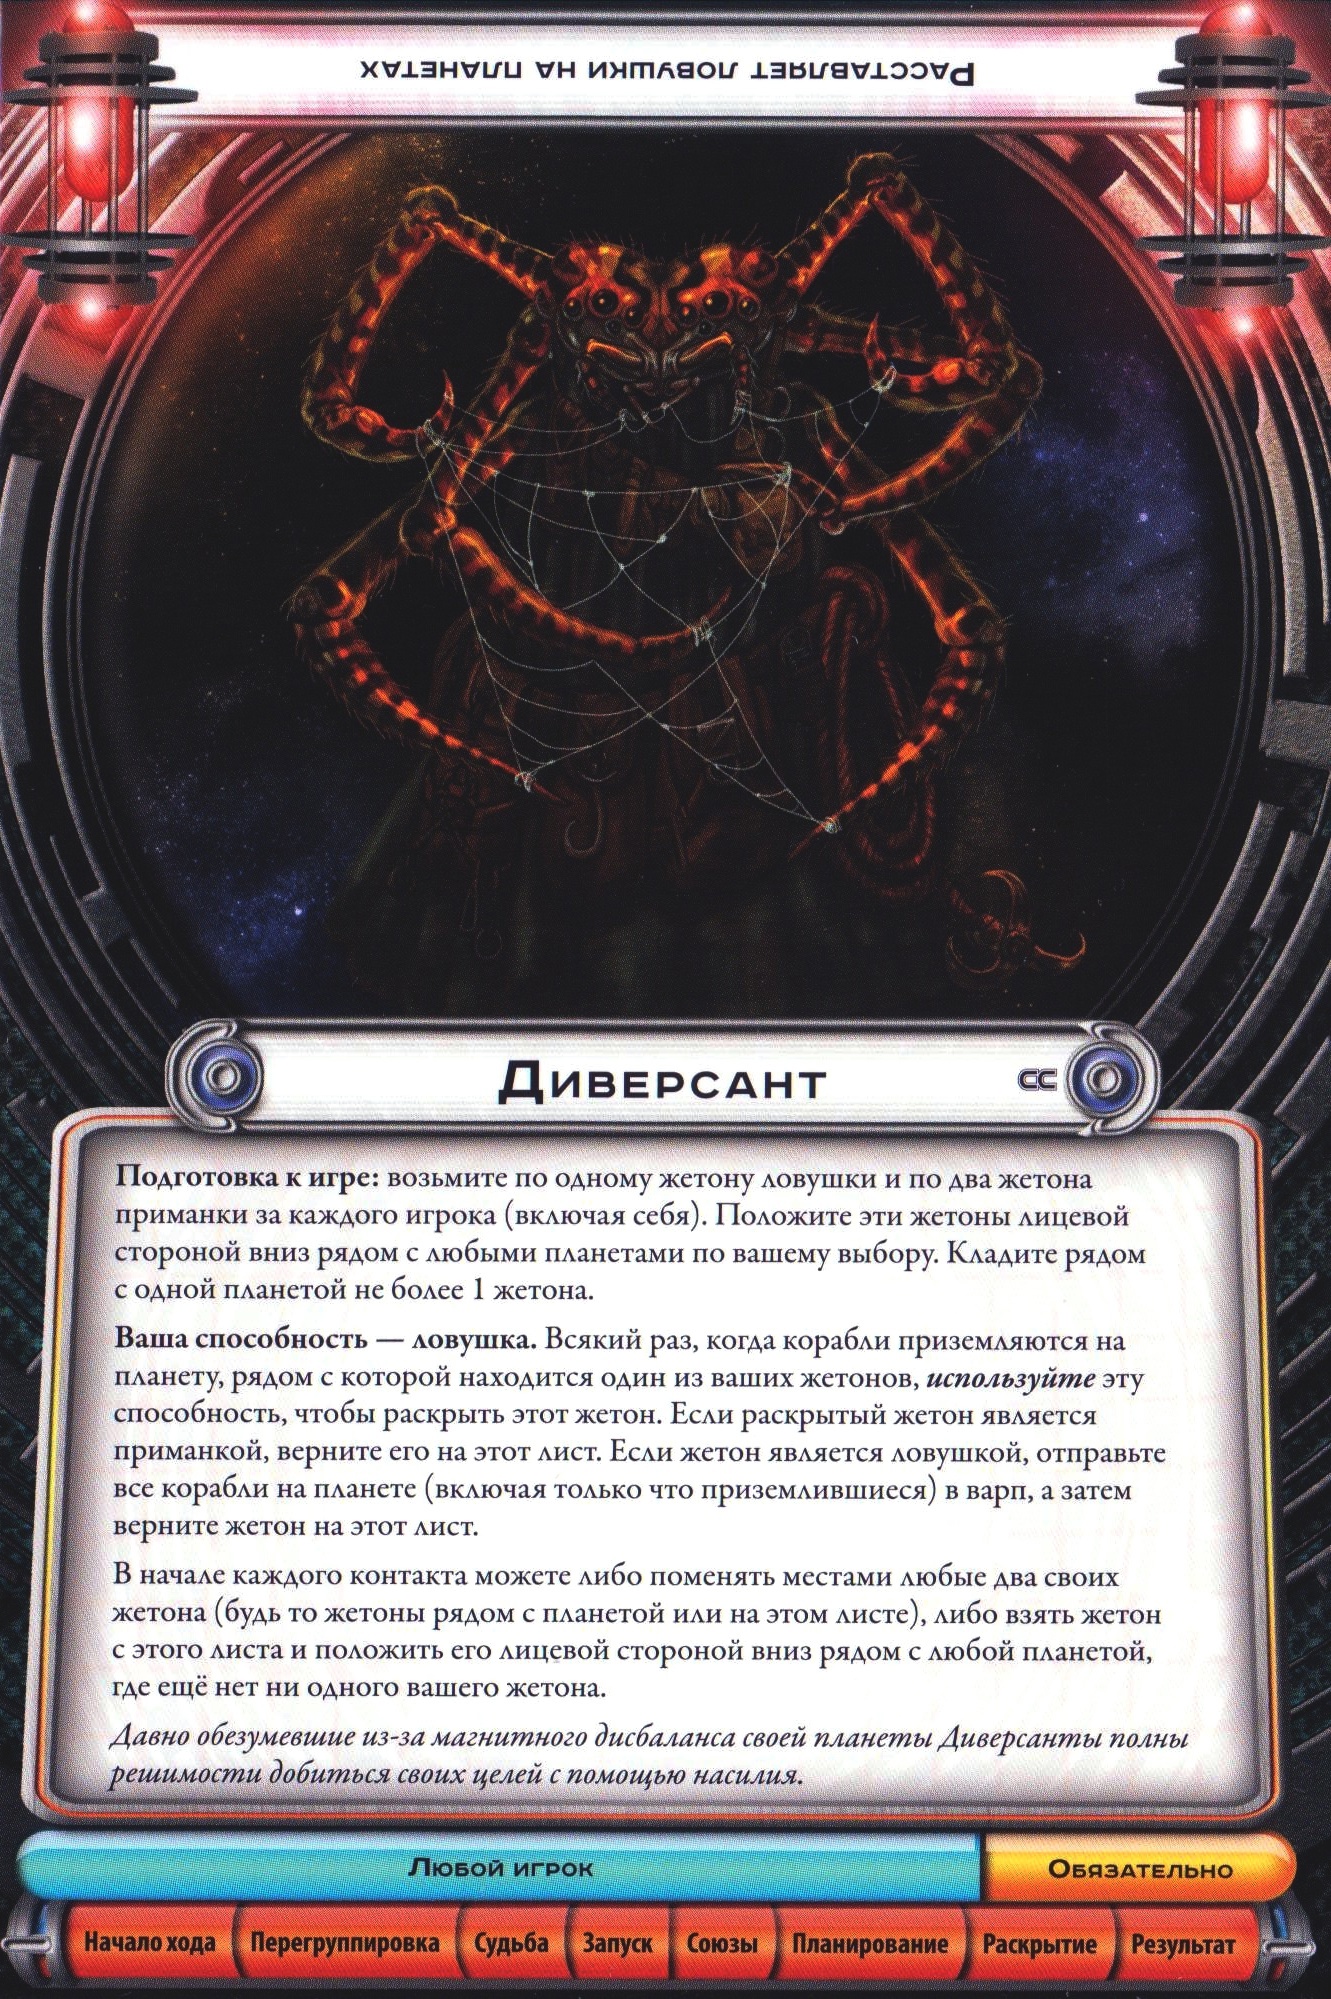 Расставляет ловушки на планетах
Диверсант
CC
Подготовка к игре: возьмите по одному жетону ловушки и по два жетона
приманки за каждого игрока (включая себя). Положите эти жетоны лицевой
стороной вниз рядом с любыми планетами по вашему выбору. Кладите рядом
с одной планетой не более 1 жетона.
Ваша способность — ловушка. Всякий раз, когда корабли приземляются на
планету, рядом с которой находится один из ваших жетонов, используйте эту
способность, чтобы раскрыть этот жетон. Если раскрытый жетон является
приманкой, верните его на этот лист. Если жетон является ловушкой, отправьте
все корабли на планете (включая только что приземлившиеся) в варп, а затем
верните жетон на этот лист.
В начале каждого контакта можете либо поменять местами любые два своих
жетона (будь то жетоны рядом с планетой или на этом листе), либо взять жетон
с этого листа и положить его лицевой стороной вниз рядом с любой планетой,
где ещё нет ни одного вашего жетона.
Давно обезумевшие из-за магнитного дисбаланса своей планеты Диверсанты полны
решимости добиться своих целей с помощью насилия.
Любой игрок
Обязательно
Начало хода Перегруппировка Судьба Запуск Союзы Планирование Раскрытие Результат